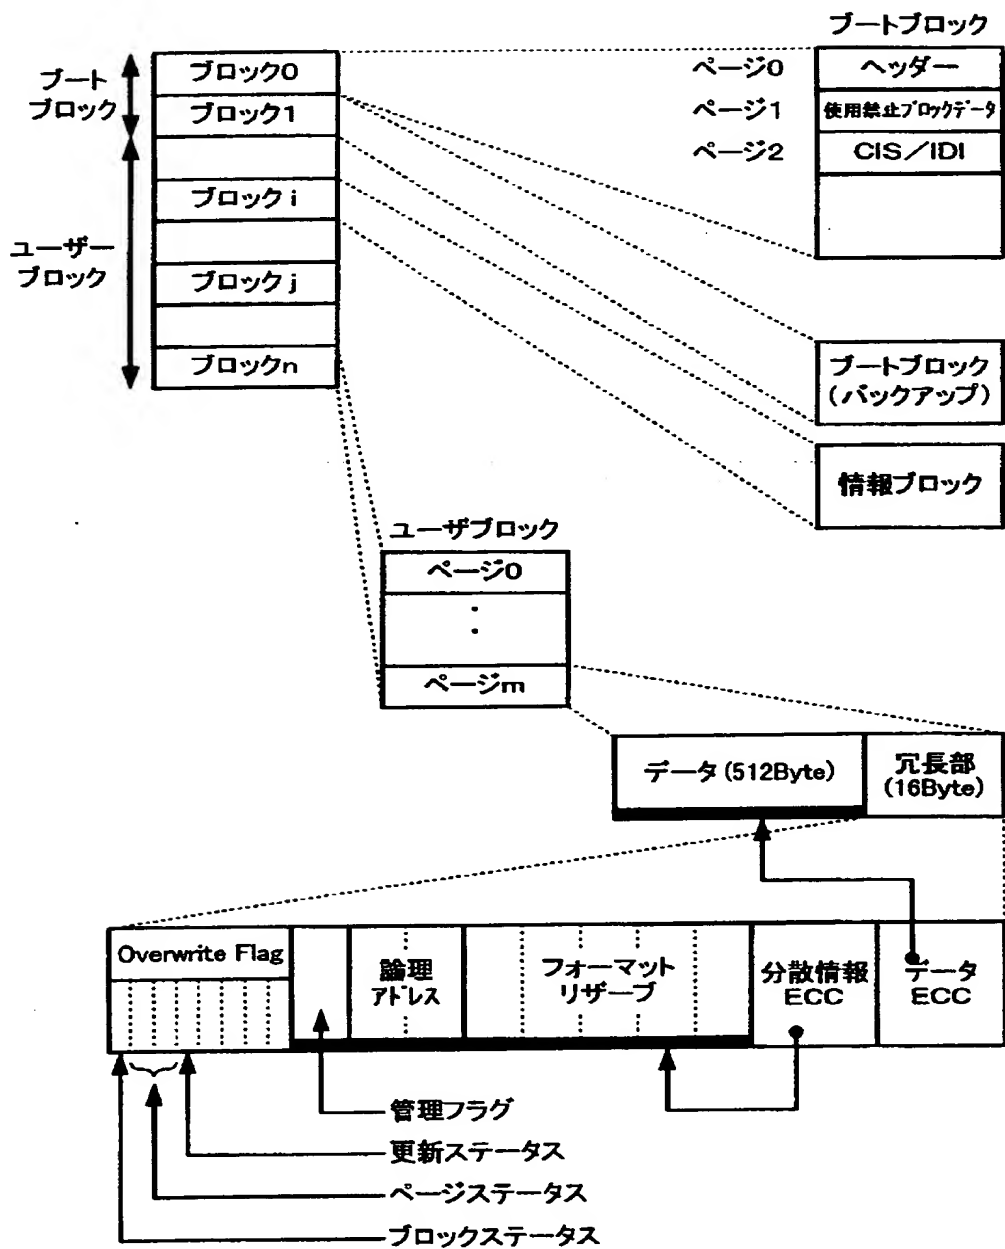 ブートブロック
ブート
ブロック
ブロック0
ブロック1
ブロックi
ブロックj
ブロックn
ユーザー
ブロック
ページ0
ヘッダー
ページ1
使用禁止ブロックデータ
ページ2
CIS/IDI
ブートブロック
(バックアップ)
情報ブロック
ユーザブロック
ページ0
:
ページm
データ(512Byte)
冗長部
(16Byte)
Overwrite Flag
論理
アドレス
フォーマット
リザーブ
分散情報
ECC
データ
ECC
管理フラグ
更新ステータス
ページステータス
ブロックステータス